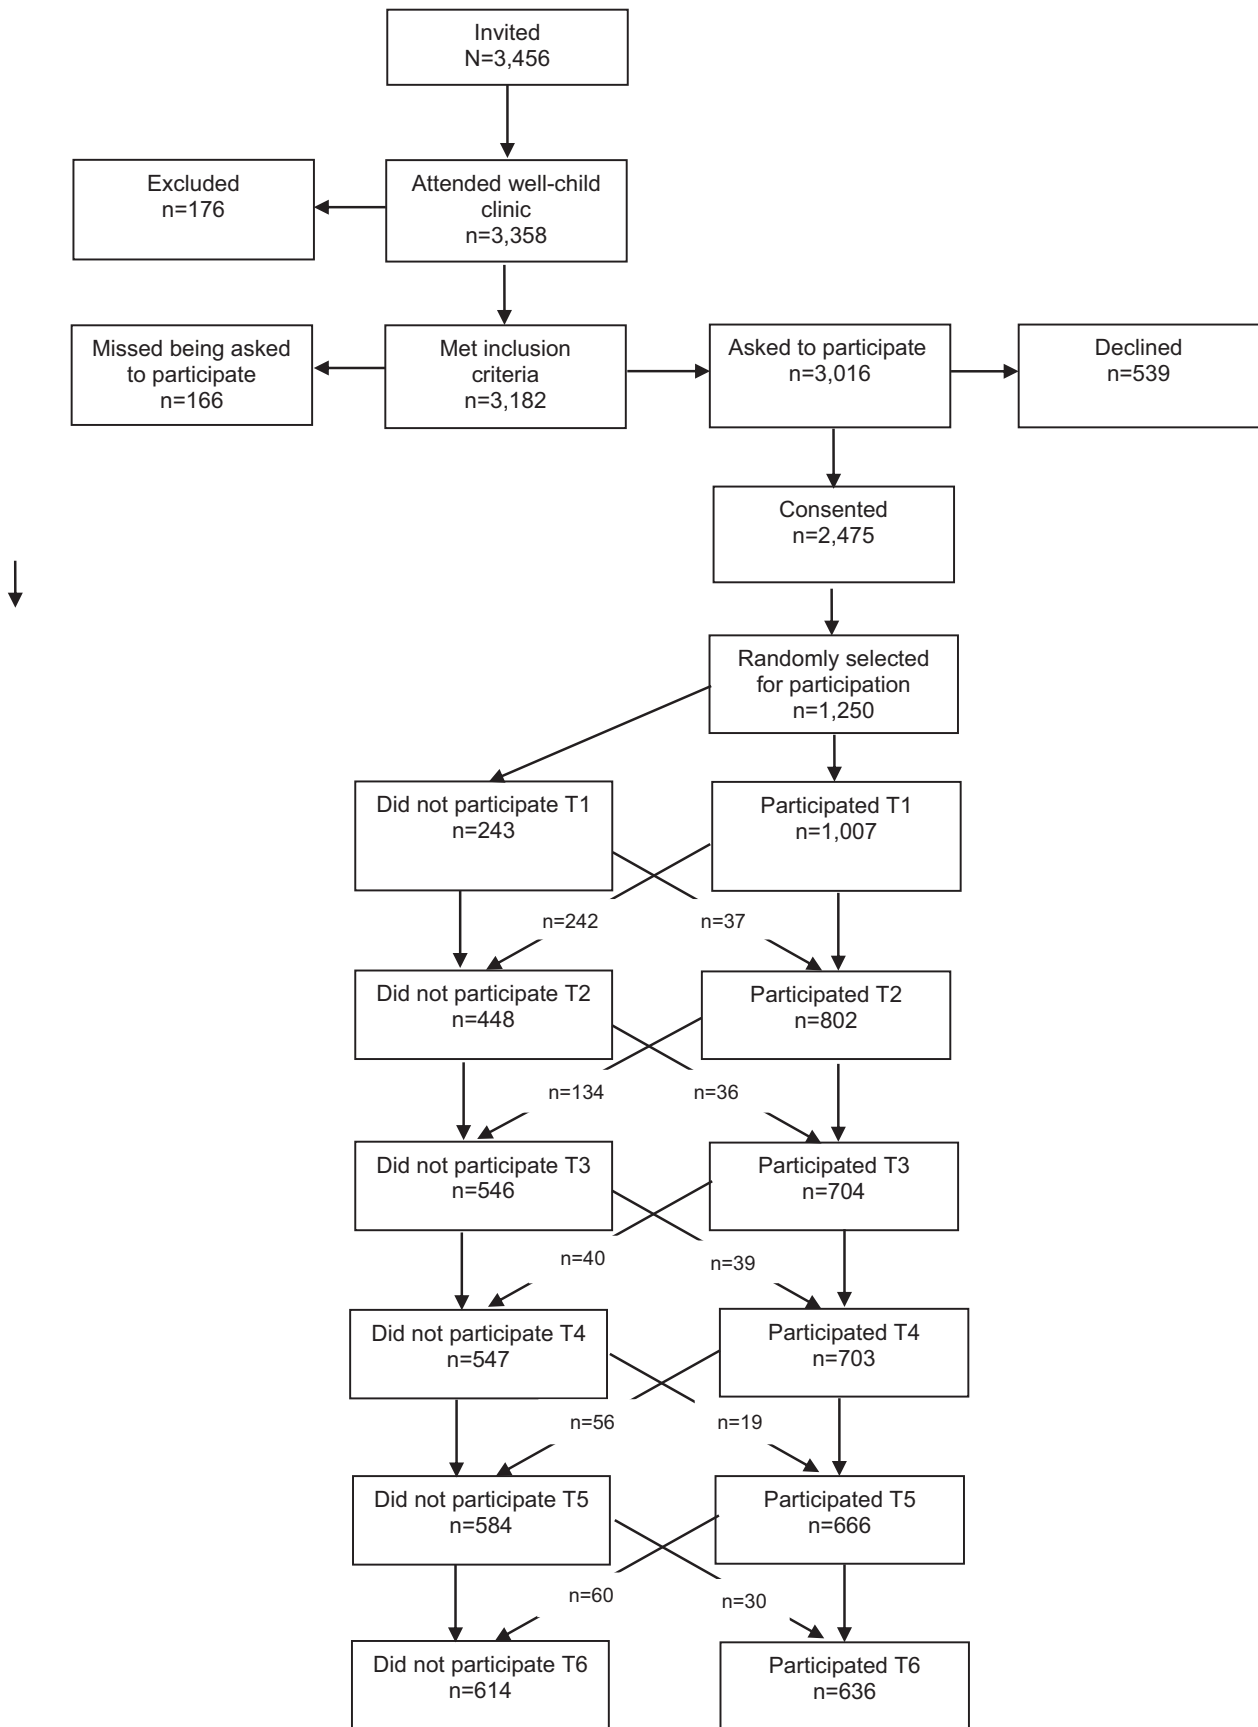 Invited
N=3,456
Excluded
n=176
Attended well-child
clinic
n=3,358
Missed being asked
to participate
n=166
Met inclusion
criteria
n=3,182
Asked to participate
n=3,016
Declined
n=539
Consented
n=2,475
Randomly selected
for participation
n=1,250
Did not participate T1
n=243
Participated T1
n=1,007
n=242
n=37
Did not participate T2
n=448
Participated T2
n=802
n=134
n=36
Did not participate T3
n=546
Participated T3
n=704
n=40
n=39
Did not participate T4
n=547
Participated T4
n=703
n=56
n=19
Did not participate T5
n=584
Participated T5
n=666
n=60
n=30
Did not participate T6
n=614
Participated T6
n=636